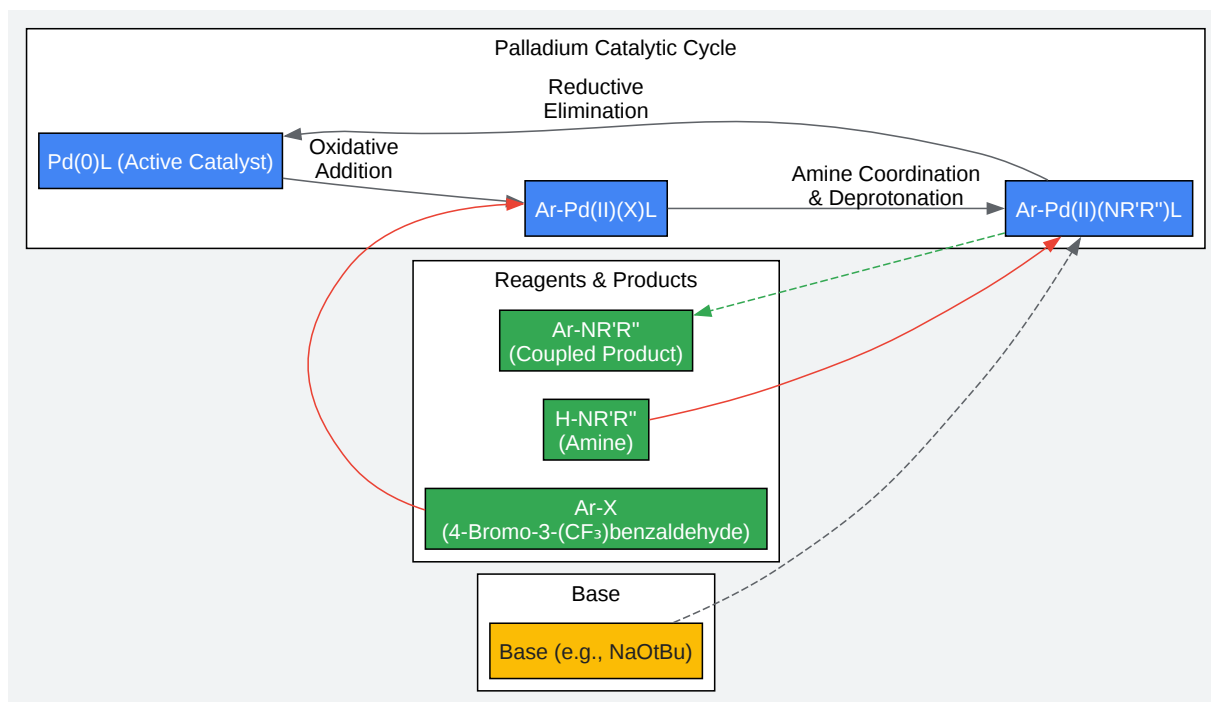 Palladium Catalytic Cycle
Reductive
Elimination
Pd(0)L (Active Catalyst)
Oxidative
Addition
Ar-Pd(II)(X)L
Amine Coordination
& Deprotonation
Ar-Pd(II)(NR'R")L
Reagents & Products
Ar-NR'R"
(Coupled Product)
H-NR'R"
(Amine)
Ar-X
(4-Bromo-3-(CF₃)benzaldehyde)
Base
Base (e.g., NaOtBu)